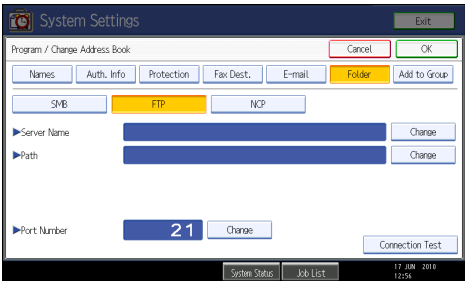 System Settings Exit
Program / Change Address Book Cancel OK
Names Auth. Info Protection Fax Dest. E-mail Folder Add to Group
SMB FTP NCP
▶Server Name Change
▶Path Change
▶Port Number 21 Change
Connection Test
System Status Job List 17 JUN 2010
12:56